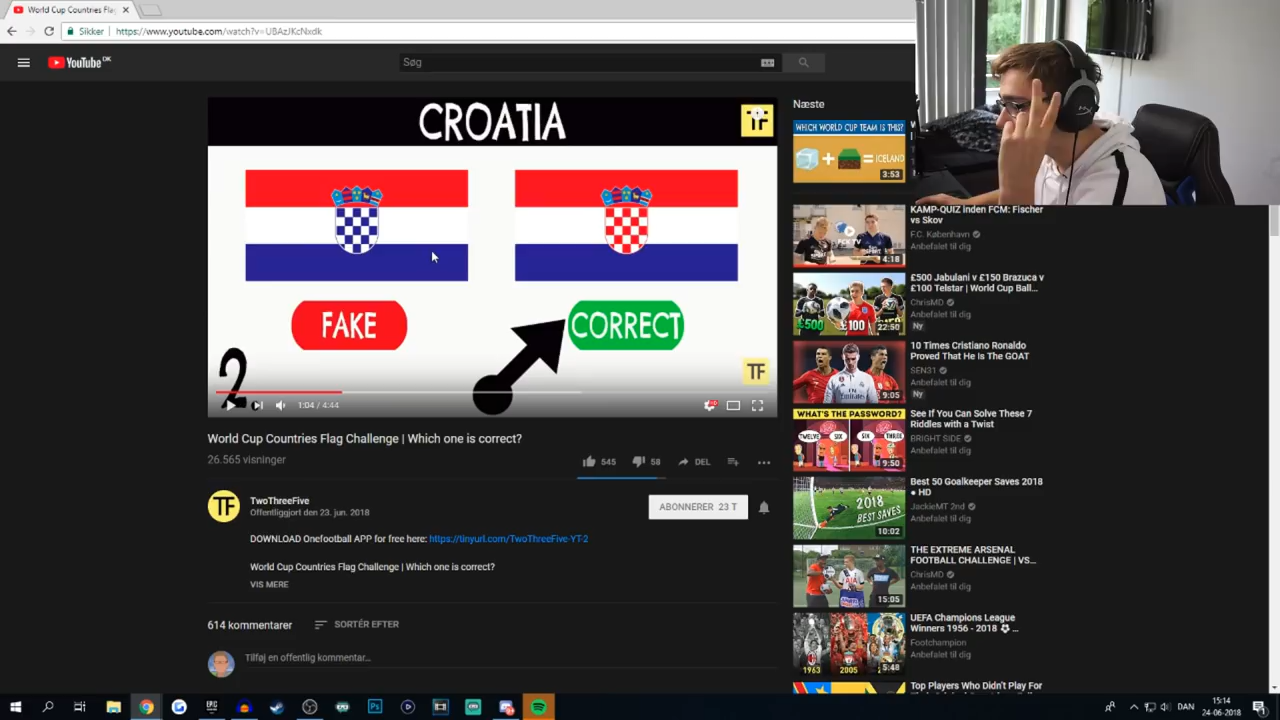 World Cup Countries Flag
Sikker
https://www.youtube.com/watch?v=UBAzJKcNxdk
YouTube DK
Søg
CROATIA
TF
FAKE
CORRECT
2
TF
1:04 / 4:44
World Cup Countries Flag Challenge | Which one is correct?
26.565 visninger
545
58
DEL
TF
TwoThreeFive
Offentliggjort den 23. jun. 2018
ABONNERER 23 T
DOWNLOAD Onefootball APP for free here: https://tinyurl.com/TwoThreeFive-YT-2
World Cup Countries Flag Challenge | Which one is correct?
VIS MERE
614 kommentarer
SORTÉR EFTER
Tilføj en offentlig kommentar...
Næste
WHICH WORLD CUP TEAM IS THIS?
+ = ICELAND
3:53
KAMP-QUIZ inden FCM: Fischer
vs Skov
F.C. København
Anbefalet til dig
4:18
£500 Jabulani v £150 Brazuca v
£100 Telstar | World Cup Ball...
ChrisMD
Anbefalet til dig
Ny
£500
£100
22:50
10 Times Cristiano Ronaldo
Proved That He Is The GOAT
SEN31
Anbefalet til dig
Ny
9:05
WHAT'S THE PASSWORD?
TWELVE
SIX
SIX
THREE
9:50
See If You Can Solve These 7
Riddles with a Twist
BRIGHT SIDE
Anbefalet til dig
Best 50 Goalkeeper Saves 2018
● HD
JackieMT 2nd
Anbefalet til dig
2018
BEST SAVES
10:02
THE EXTREME ARSENAL
FOOTBALL CHALLENGE | VS...
ChrisMD
Anbefalet til dig
15:05
UEFA Champions League
Winners 1956 - 2018 ⚽ ...
Footchampion
Anbefalet til dig
1963
2005
5:48
Top Players Who Didn't Play For
DAN
15:14
24-06-2018